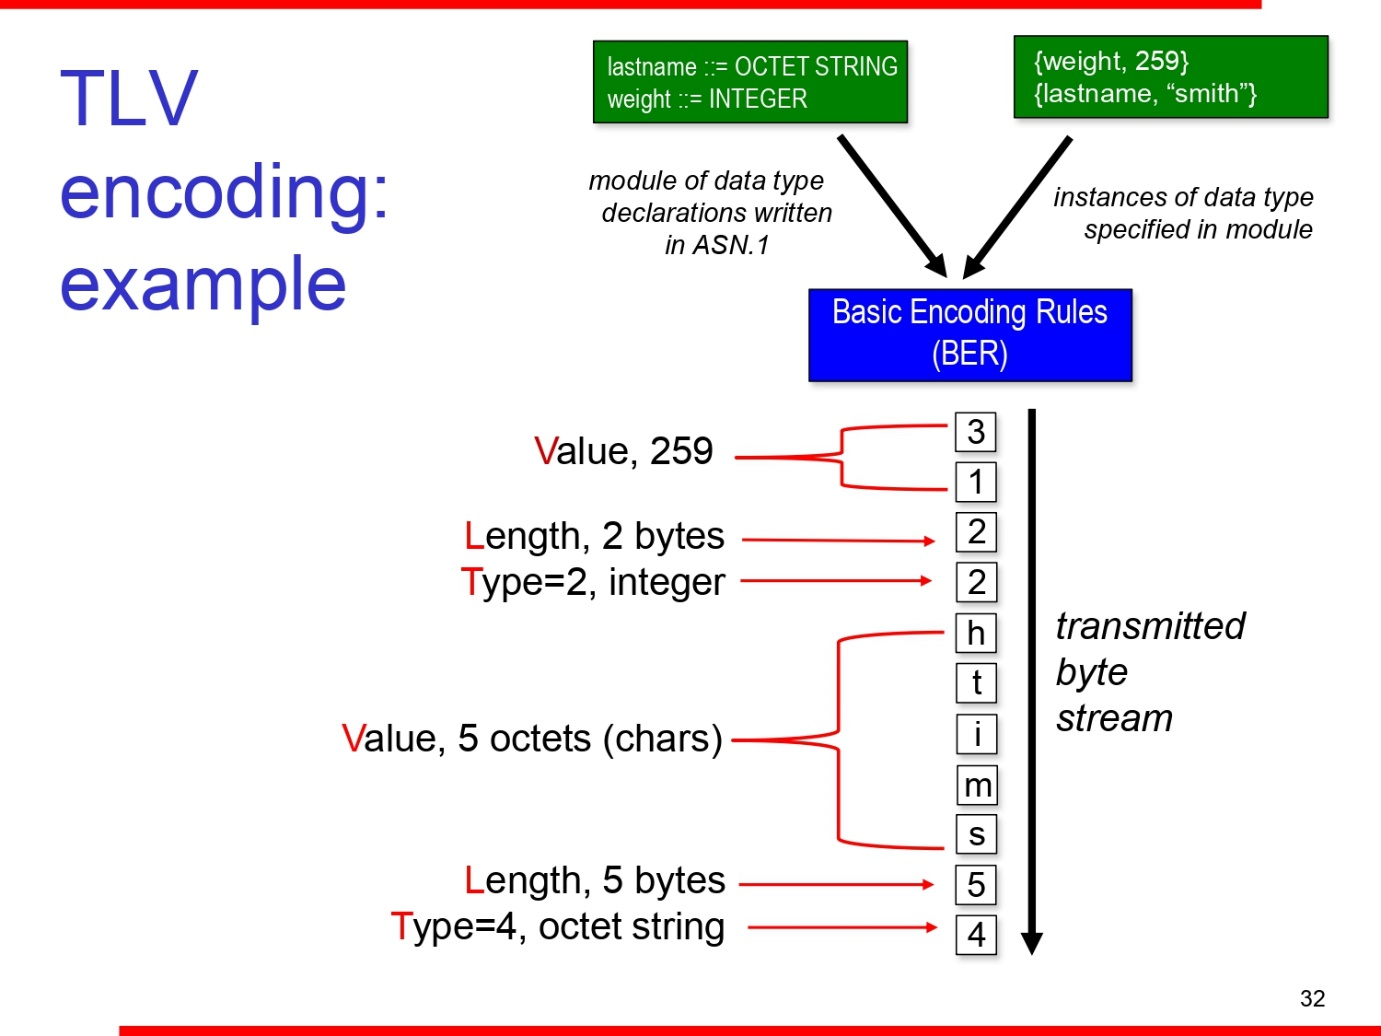 TLV
encoding:
example
lastname ::= OCTET STRING
weight ::= INTEGER
{weight, 259}
{lastname, “smith”}
module of data type
declarations written
in ASN.1
instances of data type
specified in module
Basic Encoding Rules
(BER)
Value, 259
3
1
Length, 2 bytes
2
Type=2, integer
2
h
t
i
m
s
Value, 5 octets (chars)
Length, 5 bytes
5
Type=4, octet string
4
transmitted
byte
stream
32